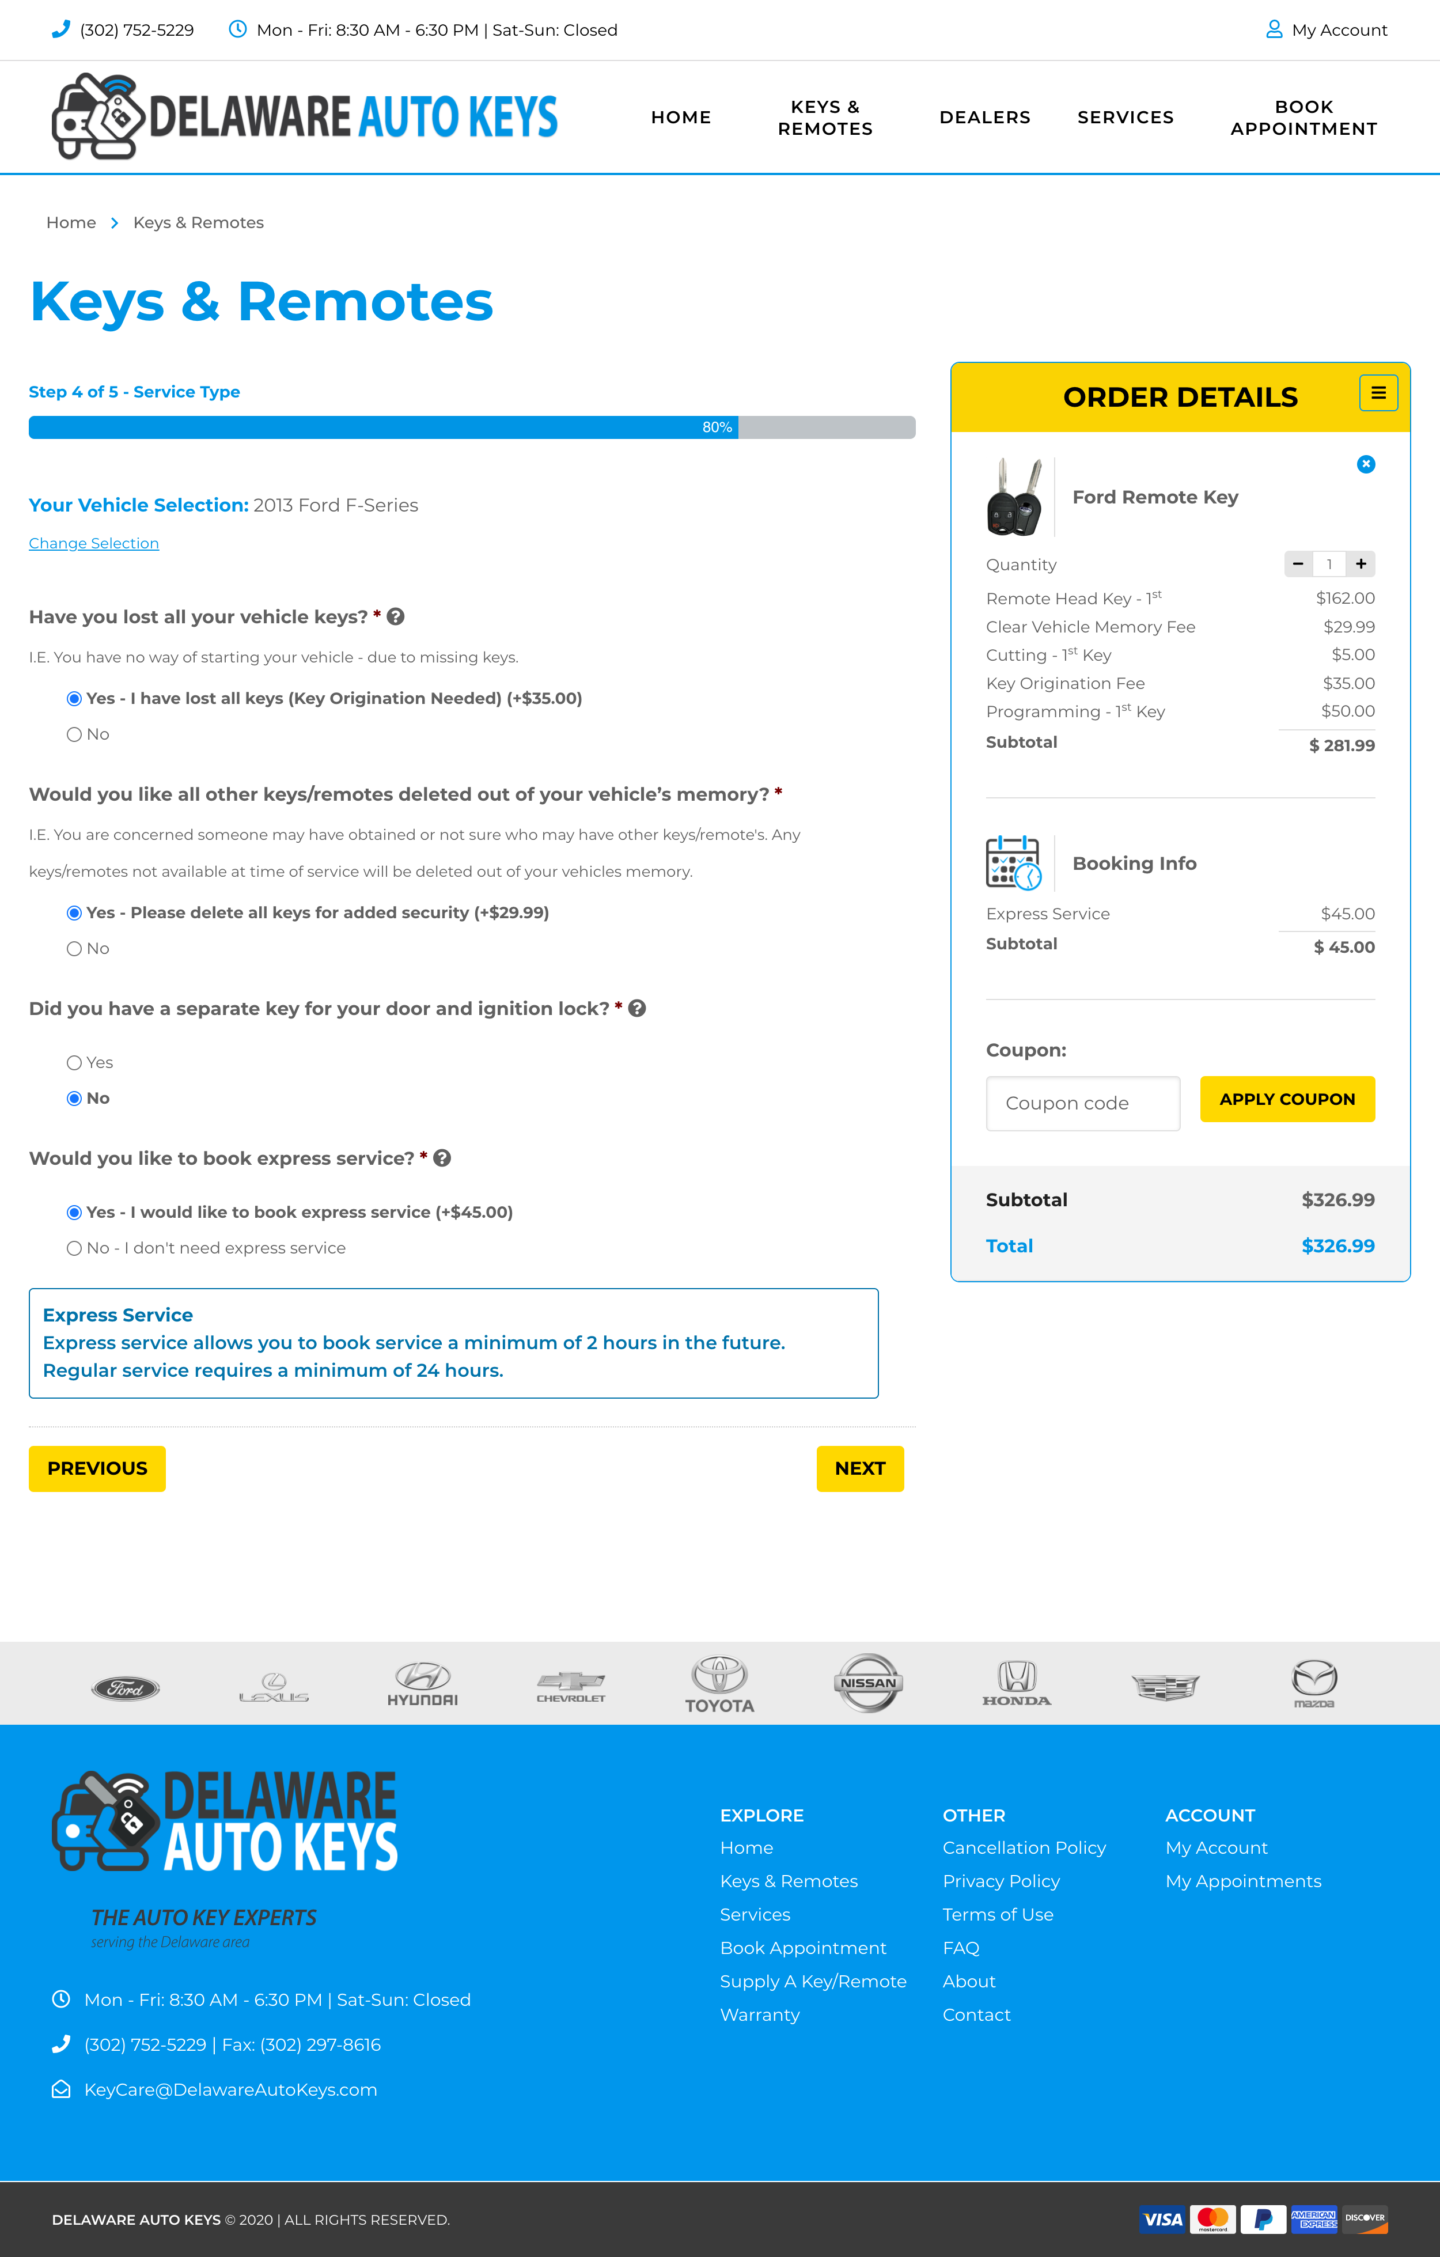 (302) 752-5229 Mon - Fri: 8:30 AM - 6:30 PM | Sat-Sun: Closed My Account
DELAWARE AUTO KEYS
HOME
KEYS &
REMOTES
DEALERS
SERVICES
BOOK
APPOINTMENT
Home Keys & Remotes
Keys & Remotes
Step 4 of 5 - Service Type
80%
Your Vehicle Selection: 2013 Ford F-Series
Change Selection
Have you lost all your vehicle keys? *
I.E. You have no way of starting your vehicle - due to missing keys.
Yes - I have lost all keys (Key Origination Needed) (+$35.00)
No
Would you like all other keys/remotes deleted out of your vehicle’s memory? *
I.E. You are concerned someone may have obtained or not sure who may have other keys/remote's. Any
keys/remotes not available at time of service will be deleted out of your vehicles memory.
Yes - Please delete all keys for added security (+$29.99)
No
Did you have a separate key for your door and ignition lock? *
Yes
No
Would you like to book express service? *
Yes - I would like to book express service (+$45.00)
No - I don't need express service
Express Service
Express service allows you to book service a minimum of 2 hours in the future.
Regular service requires a minimum of 24 hours.
PREVIOUS NEXT
ORDER DETAILS
Ford Remote Key
Quantity - 1 +
Remote Head Key - 1st $162.00
Clear Vehicle Memory Fee $29.99
Cutting - 1st Key $5.00
Key Origination Fee $35.00
Programming - 1st Key $50.00
Subtotal $ 281.99
Booking Info
Express Service $45.00
Subtotal $ 45.00
Coupon:
Coupon code APPLY COUPON
Subtotal $326.99
Total $326.99
Ford LEXUS HYUNDAI CHEVROLET TOYOTA NISSAN HONDA mazda
DELAWARE
AUTO KEYS
THE AUTO KEY EXPERTS
serving the Delaware area
Mon - Fri: 8:30 AM - 6:30 PM | Sat-Sun: Closed
(302) 752-5229 | Fax: (302) 297-8616
KeyCare@DelawareAutoKeys.com
EXPLORE
Home
Keys & Remotes
Services
Book Appointment
Supply A Key/Remote
Warranty
OTHER
Cancellation Policy
Privacy Policy
Terms of Use
FAQ
About
Contact
ACCOUNT
My Account
My Appointments
DELAWARE AUTO KEYS © 2020 | ALL RIGHTS RESERVED.
VISA mastercard P AMERICAN EXPRESS DISCOVER